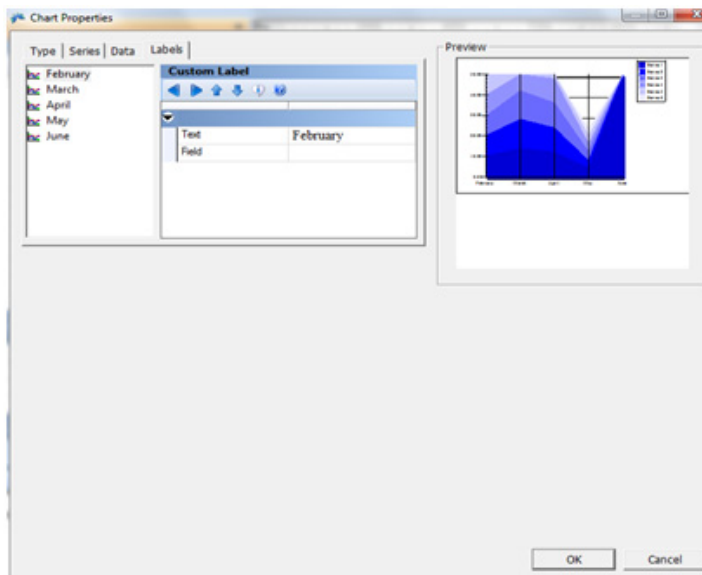 Chart Properties
Type Series Data Labels
February
March
April
May
June
Custom Label
Text February
Field
Preview
OK Cancel